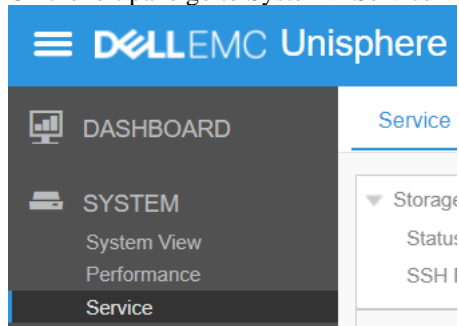 DELLEMC Unisphere
DASHBOARD
Service
SYSTEM
Storage
System View
Status
Performance
SSH
Service